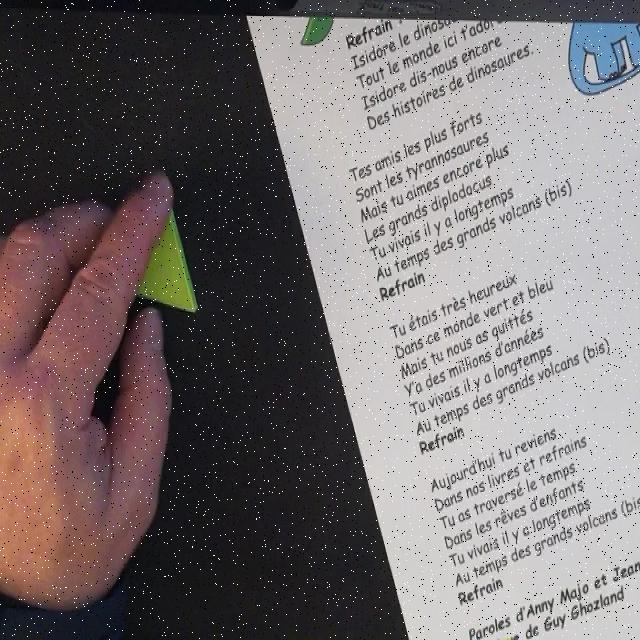 Refrain
Isidore le dinosaure
Tout le monde ici t'adore
Isidore dis-nous encore
Des histoires de dinosaures.
Tes amis les plus forts
Sont les tyrannosaures
Mais tu aimes encore plus
Les grands diplodocus
Tu vivais il y a longtemps
Au temps des grands volcans (bis)
Refrain
Tu étais très heureux
Dans ce monde vert et bleu
Mais tu nous as quittés
Y'a des millions d'années
Tu vivais il y a longtemps
Au temps des grands volcans (bis)
Refrain
Aujourd'hui tu reviens
Dans nos livres et refrains
Tu as traversé le temps
Dans les rêves d'enfants
Tu vivais il y a longtemps
Au temps des grands volcans (bis
Refrain
Paroles d'Anny Majo et Jean
de Guy Ghozland